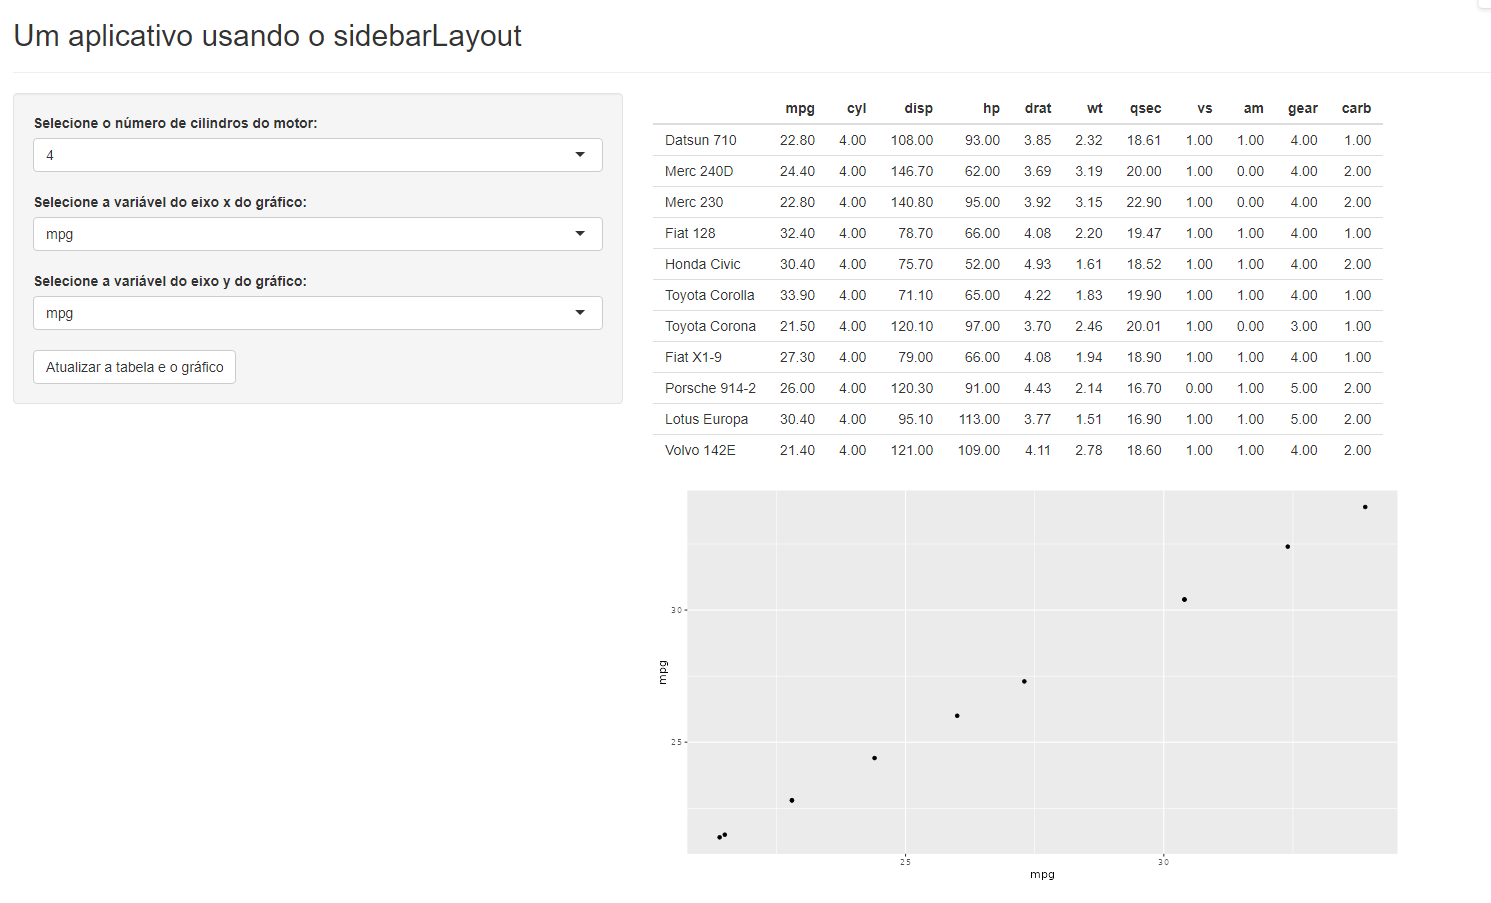 Um aplicativo usando o sidebarLayout
Selecione o número de cilindros do motor:
4
Selecione a variável do eixo x do gráfico:
mpg
Selecione a variável do eixo y do gráfico:
mpg
Atualizar a tabela e o gráfico
mpg cyl disp hp drat wt qsec vs am gear carb
Datsun 710 22.80 4.00 108.00 93.00 3.85 2.32 18.61 1.00 1.00 4.00 1.00
Merc 240D 24.40 4.00 146.70 62.00 3.69 3.19 20.00 1.00 0.00 4.00 2.00
Merc 230 22.80 4.00 140.80 95.00 3.92 3.15 22.90 1.00 0.00 4.00 2.00
Fiat 128 32.40 4.00 78.70 66.00 4.08 2.20 19.47 1.00 1.00 4.00 1.00
Honda Civic 30.40 4.00 75.70 52.00 4.93 1.61 18.52 1.00 1.00 4.00 2.00
Toyota Corolla 33.90 4.00 71.10 65.00 4.22 1.83 19.90 1.00 1.00 4.00 1.00
Toyota Corona 21.50 4.00 120.10 97.00 3.70 2.46 20.01 1.00 0.00 3.00 1.00
Fiat X1-9 27.30 4.00 79.00 66.00 4.08 1.94 18.90 1.00 1.00 4.00 1.00
Porsche 914-2 26.00 4.00 120.30 91.00 4.43 2.14 16.70 0.00 1.00 5.00 2.00
Lotus Europa 30.40 4.00 95.10 113.00 3.77 1.51 16.90 1.00 1.00 5.00 2.00
Volvo 142E 21.40 4.00 121.00 109.00 4.11 2.78 18.60 1.00 1.00 4.00 2.00
30
mpg
25
25 30
mpg